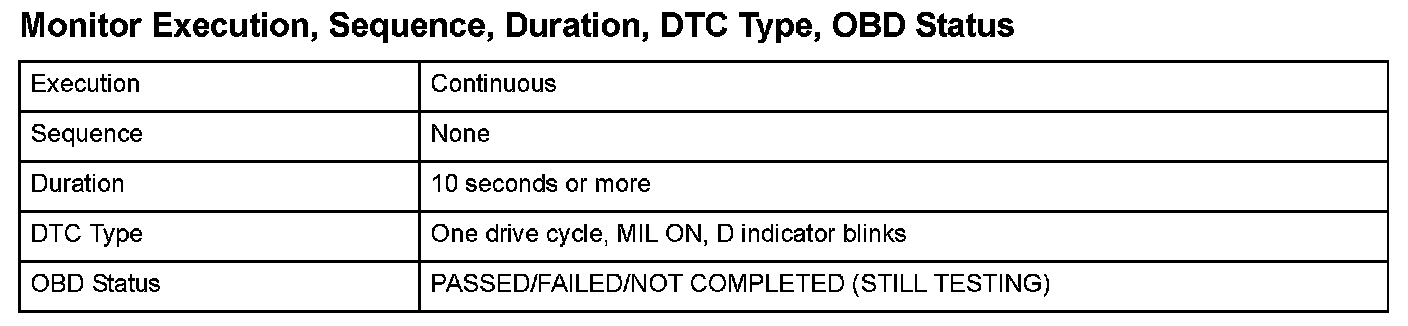 Monitor Execution, Sequence, Duration, DTC Type, OBD Status
Execution Continuous
Sequence None
Duration 10 seconds or more
DTC Type One drive cycle, MIL ON, D indicator blinks
OBD Status PASSED/FAILED/NOT COMPLETED (STILL TESTING)